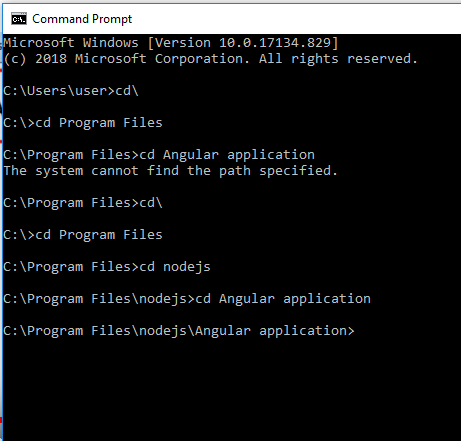 Command Prompt
Microsoft Windows [Version 10.0.17134.829]
(c) 2018 Microsoft Corporation. All rights reserved.
C:\Users\user>cd\
C:\>cd Program Files
C:\Program Files>cd Angular application
The system cannot find the path specified.
C:\Program Files>cd\
C:\>cd Program Files
C:\Program Files>cd nodejs
C:\Program Files\nodejs>cd Angular application
C:\Program Files\nodejs\Angular application>